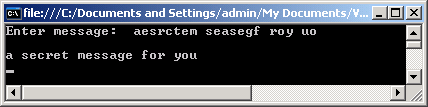 file:///C:/Documents and Settings/admin/My Documents/V...
Enter message:  aesrctem seasegf roy uo
a secret message for you